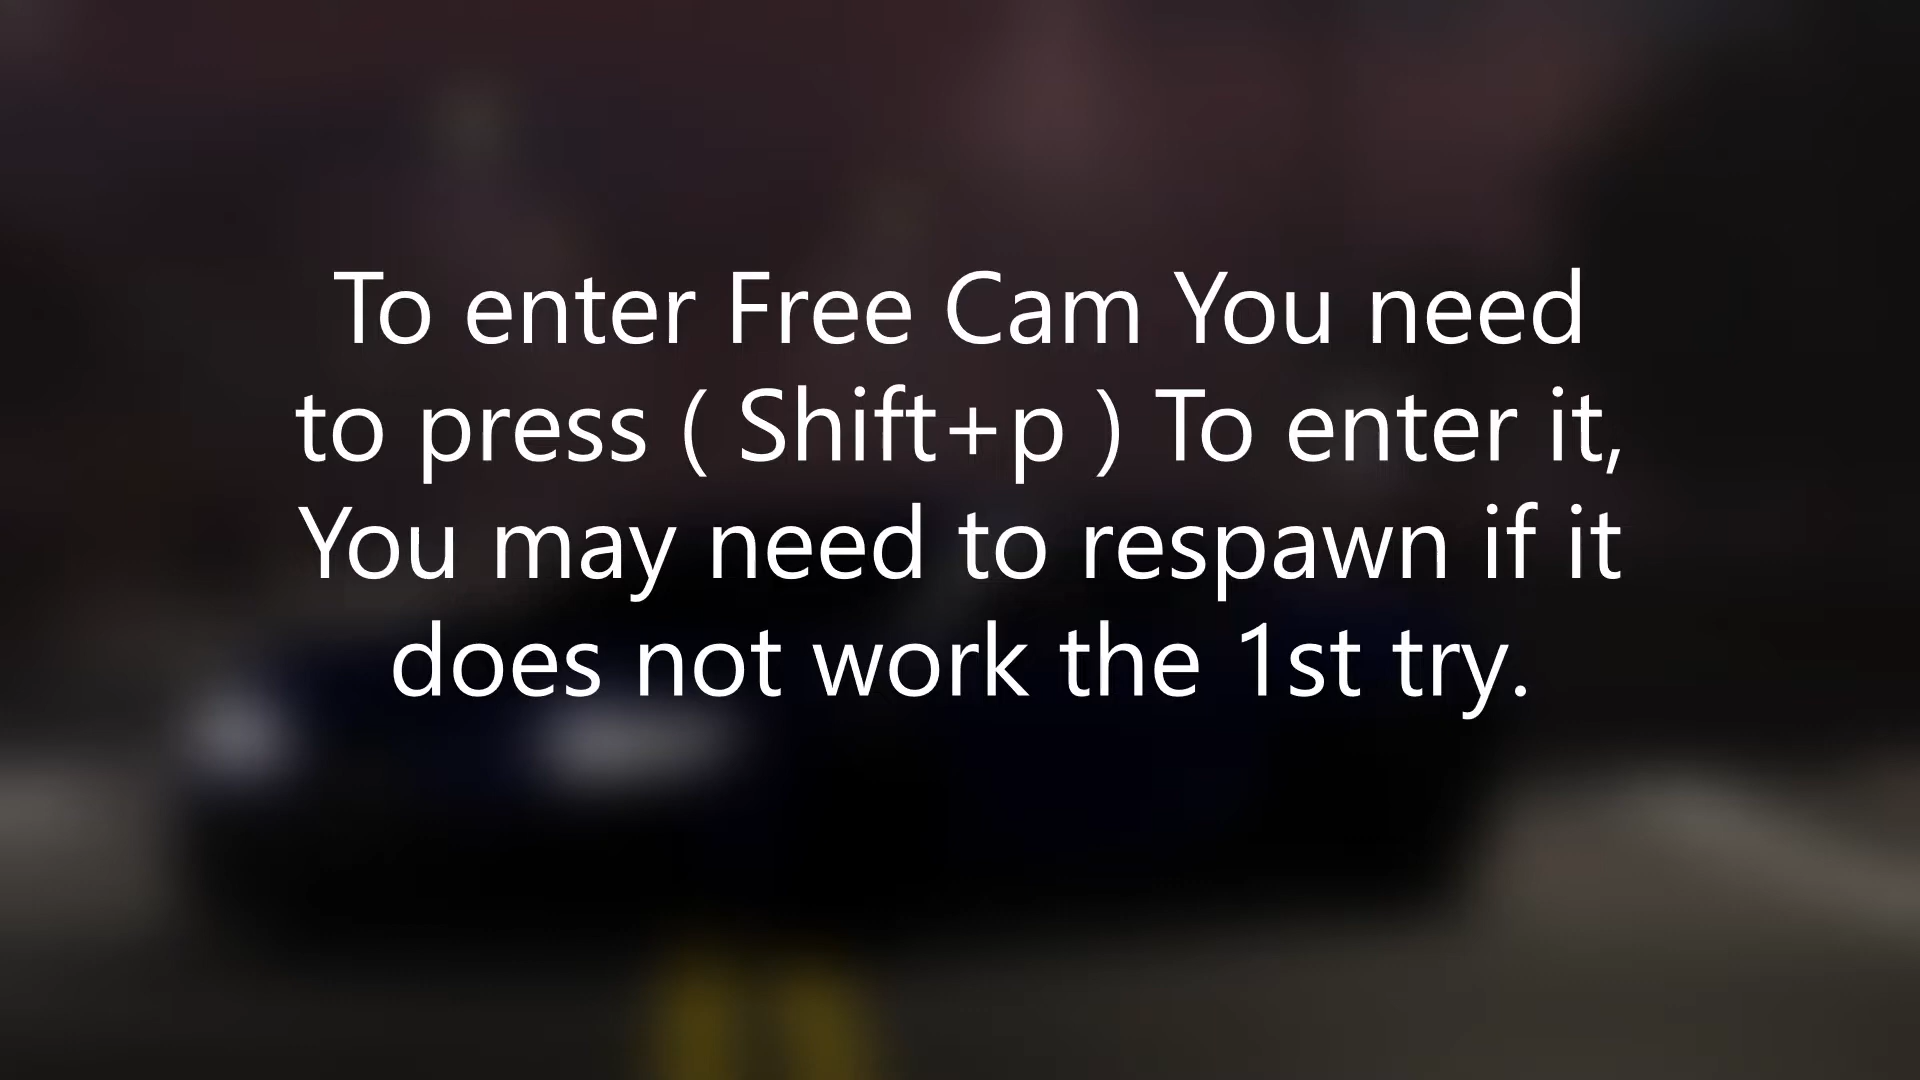 To enter Free Cam You need
to press ( Shift+p ) To enter it,
You may need to respawn if it
does not work the 1st try.